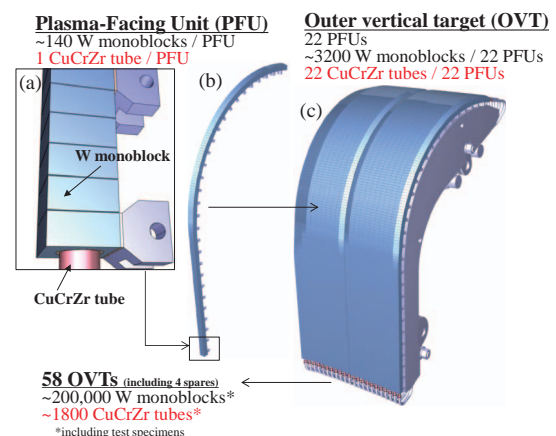 Plasma-Facing Unit (PFU)
~140 W monoblocks / PFU
1 CuCrZr tube / PFU
Outer vertical target (OVT)
22 PFUs
~3200 W monoblocks / 22 PFUs
22 CuCrZr tubes / 22 PFUs
(a)
(b)
(c)
W monoblock
CuCrZr tube
58 OVTs (including 4 spares)
~200,000 W monoblocks*
~1800 CuCrZr tubes*
*including test specimens